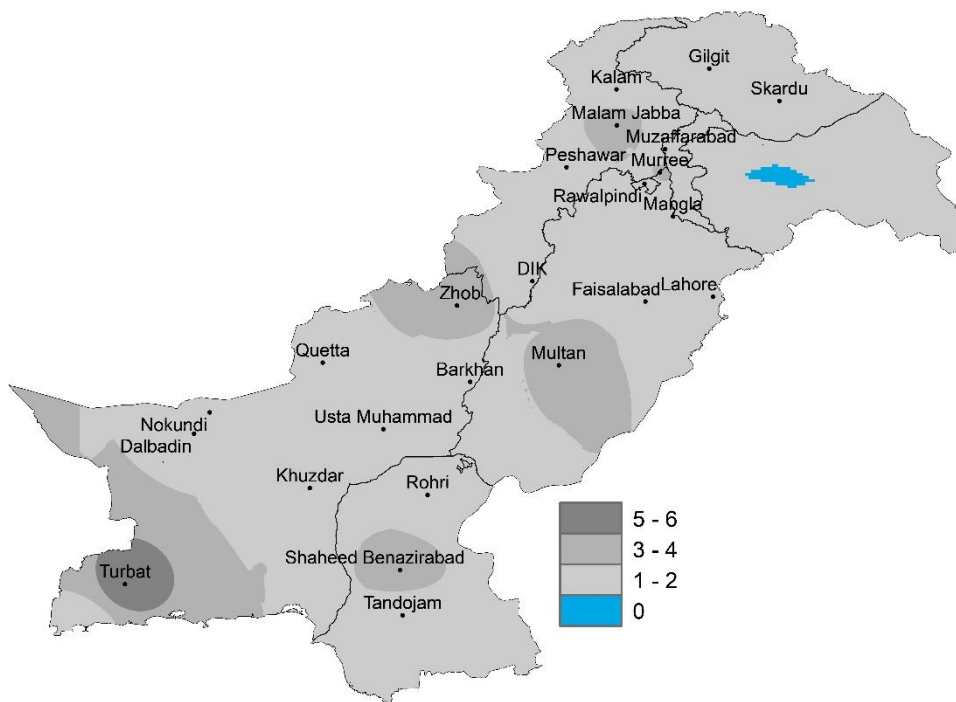 Gilgit
Kalam
Skardu
Malam Jabba
Muzaffarabad
Peshawar
Murree
Rawalpindi
Mangla
DIK
Zhob
Faisalabad
Lahore
Quetta
Multan
Barkhan
Nokundi
Usta Muhammad
Dalbadin
Khuzdar
Rohri
5 - 6
3 - 4
Shaheed Benazirabad
Turbat
1 - 2
Tandojam
0